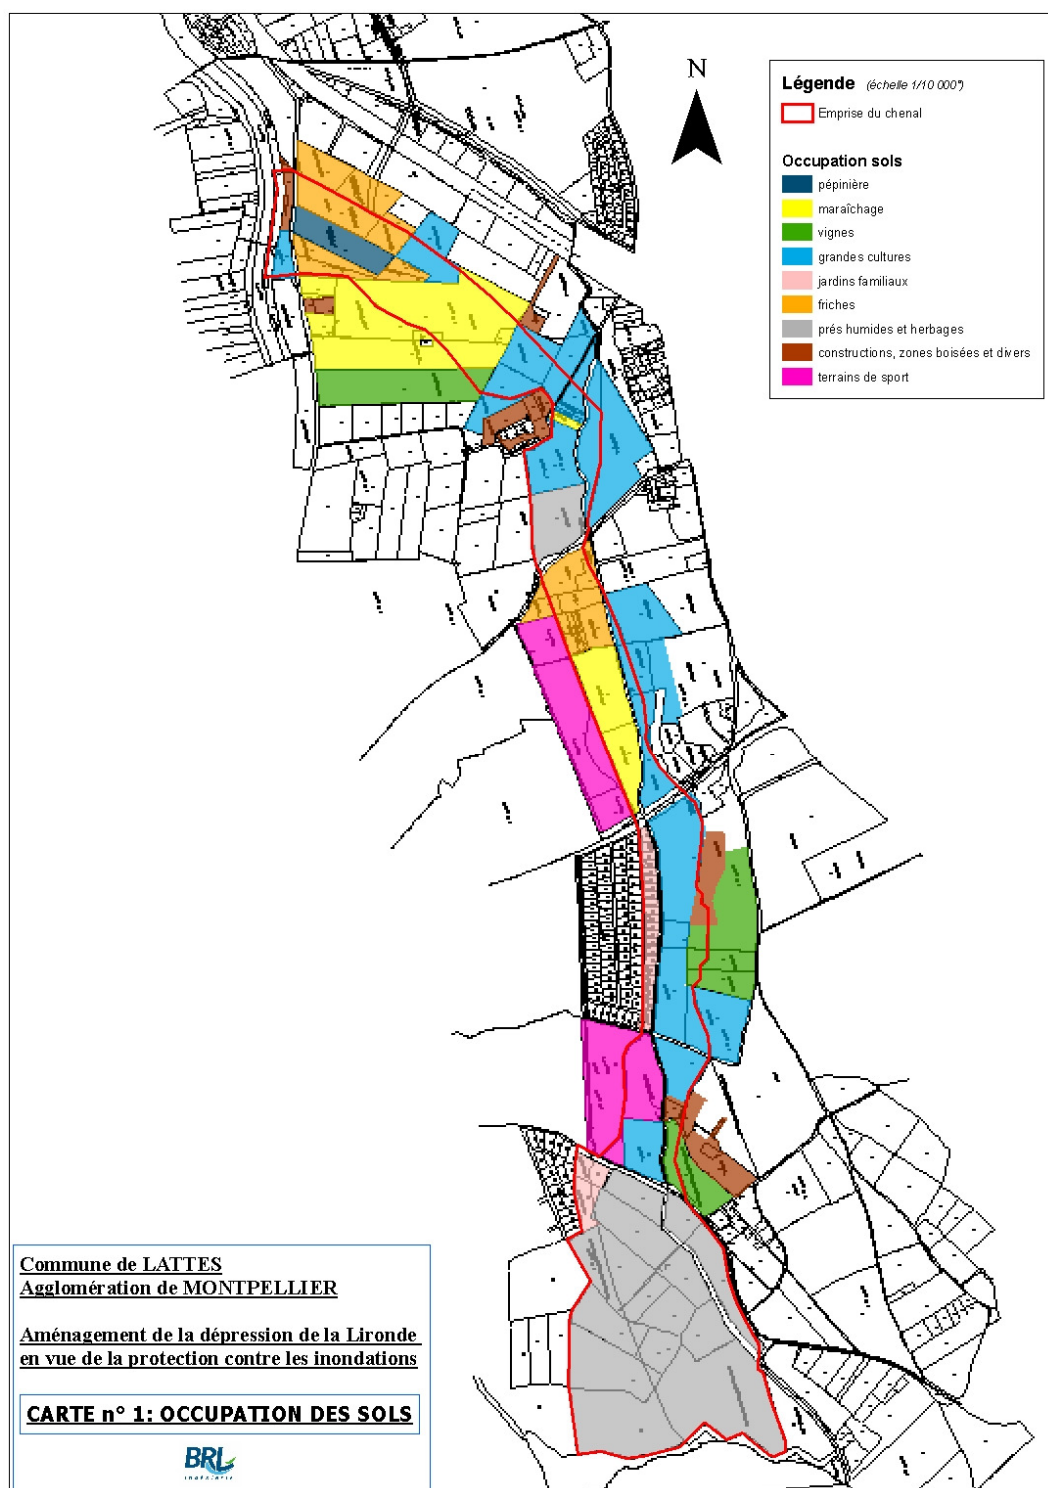 N
Légende (échelle 1/10 000°)
Emprise du chenal
Occupation sols
pépinière
maraîchage
vignes
grandes cultures
jardins familiaux
friches
prés humides et herbages
constructions, zones boisées et divers
terrains de sport
Commune de LATTES
Agglomération de MONTPELLIER
Aménagement de la dépression de la Lironde
en vue de la protection contre les inondations
CARTE n° 1: OCCUPATION DES SOLS
BRL